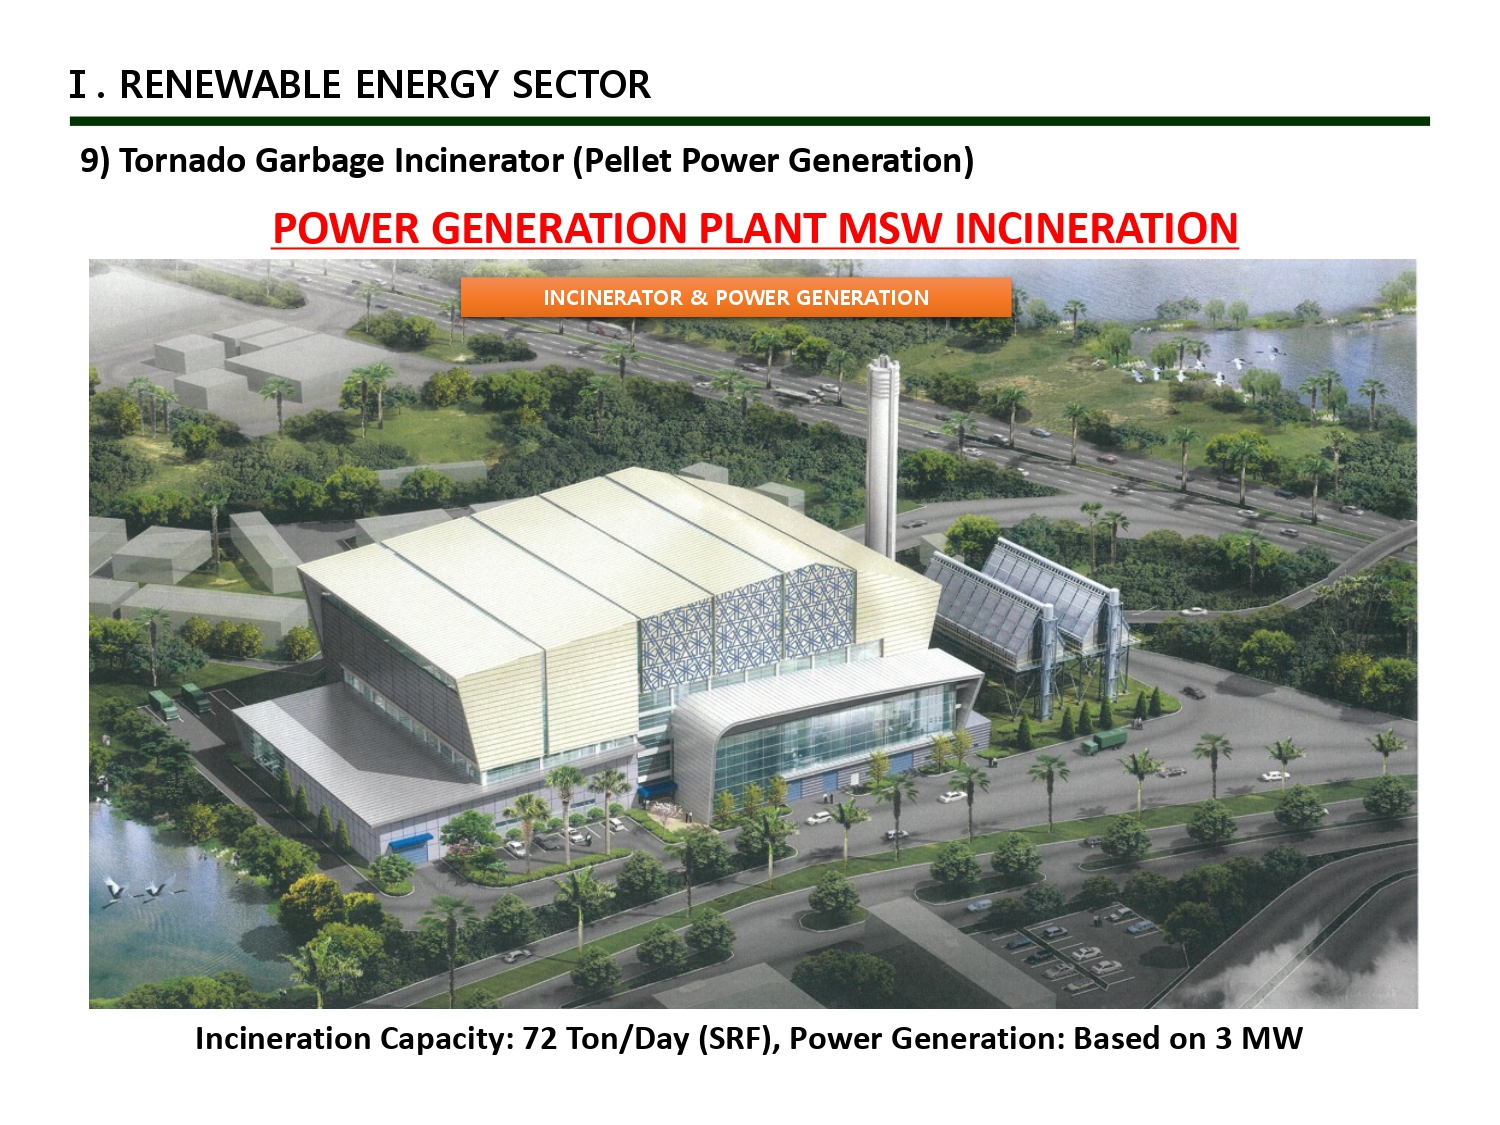 Ⅰ. RENEWABLE ENERGY SECTOR
9) Tornado Garbage Incinerator (Pellet Power Generation)
POWER GENERATION PLANT MSW INCINERATION
INCINERATOR & POWER GENERATION
Incineration Capacity: 72 Ton/Day (SRF), Power Generation: Based on 3 MW